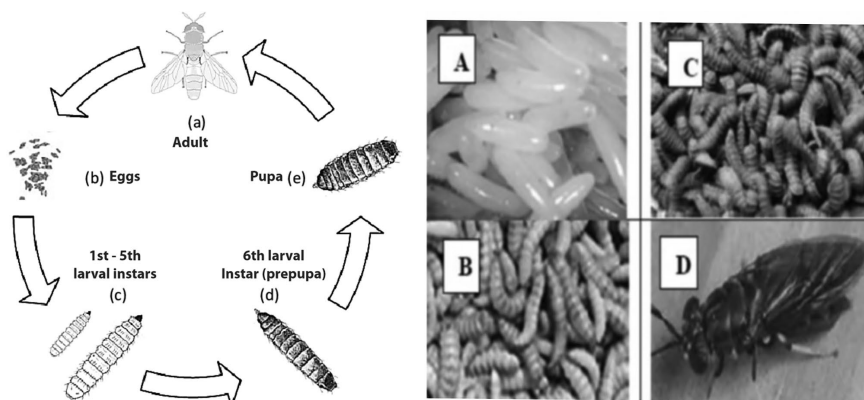 (a)
Adult
(b) Eggs
Pupa (e)
1st - 5th
larval instars
(c)
6th larval
Instar (prepupa)
(d)
A
C
B
D